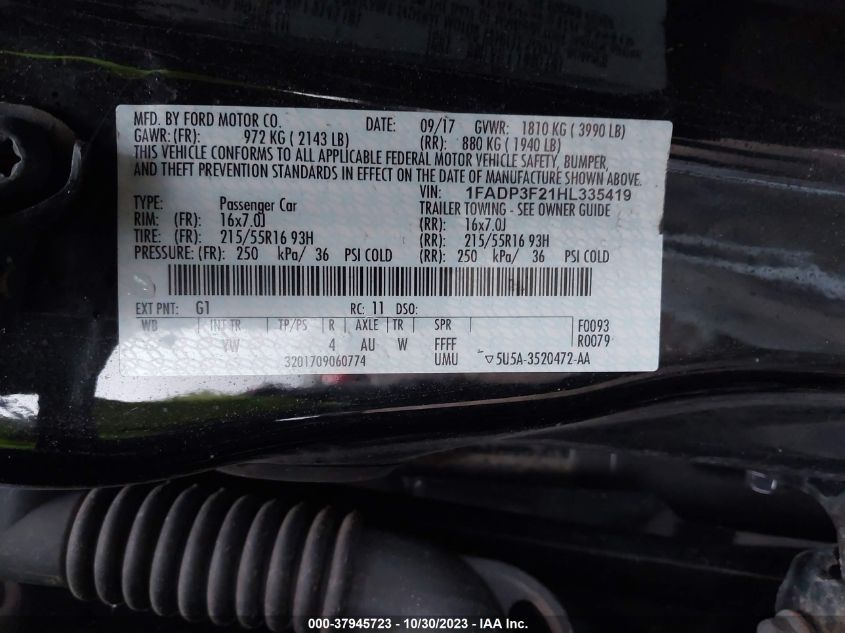 MFD. BY FORD MOTOR CO. DATE: 09/17 GVWR: 1810 KG ( 3990 LB)
GAWR: (FR): 972 KG ( 2143 LB) (RR): 880 KG ( 1940 LB)
THIS VEHICLE CONFORMS TO ALL APPLICABLE FEDERAL MOTOR VEHICLE SAFETY, BUMPER,
AND THEFT PREVENTION STANDARDS IN EFFECT ON THE DATE OF MANUFACTURE SHOWN ABOVE.
VIN: 1FADP3F21HL335419
TYPE: Passenger Car TRAILER TOWING - SEE OWNER GUIDE
RIM: (FR): 16x7.0J (RR): 16x7.0J
TIRE: (FR): 215/55R16 93H (RR): 215/55R16 93H
PRESSURE: (FR): 250 kPa/ 36 PSI COLD (RR): 250 kPa/ 36 PSI COLD
EXT PNT: G1 RC: 11 DSO:
WB INT TR TP/PS R AXLE TR SPR F0093
YW 4 AU W FFFF R0079
3201709060774 UMU ▽5U5A-3520472-AA
000-37945723 - 10/30/2023 - IAA, Inc.